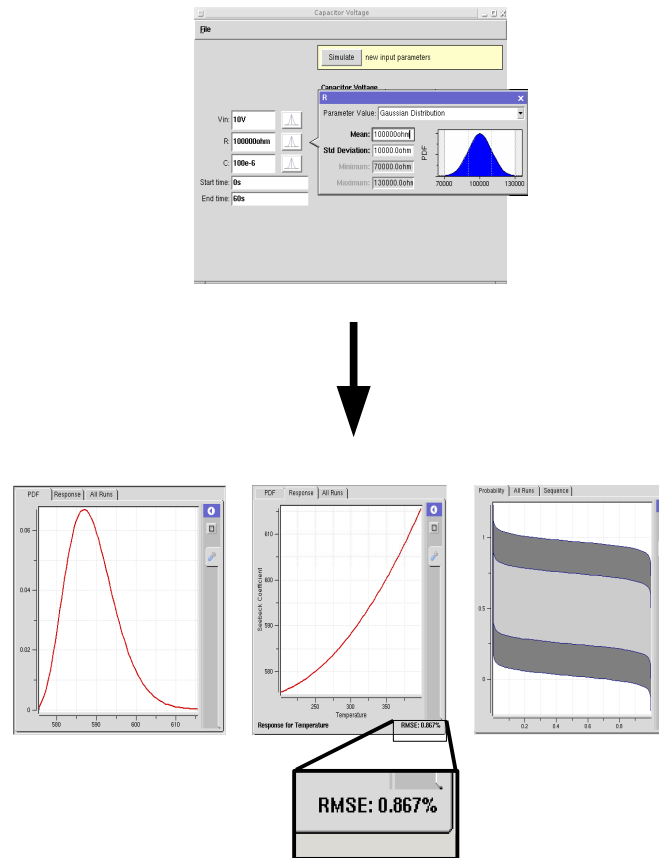 Capacitor Voltage
File
Simulate new input parameters
Capacitor Voltage
R
Parameter Value: Gaussian Distribution
Vin: 10V
R: 100000ohm
C: 100e-6
Start time: 0s
End time: 60s
Mean: 100000ohm
Std Deviation: 10000.0ohm
Minimum: 70000.0ohm
Maximum: 130000.0ohm
PDF
70000 100000 130000
PDF Response All Runs
0.06
0.04
0.02
0
580 590 600 610
PDF Response All Runs
Seebeck Coefficient
610
600
590
580
250 300 350
Temperature
Response for Temperature RMSE: 0.867%
RMSE: 0.867%
Probability All Runs Sequence
1
0.5
0
0.2 0.4 0.6 0.8